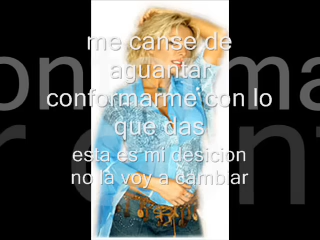 me canse de
aguantar
conformarme con lo
que das
esta es mi desicion
no la voy a cambiar